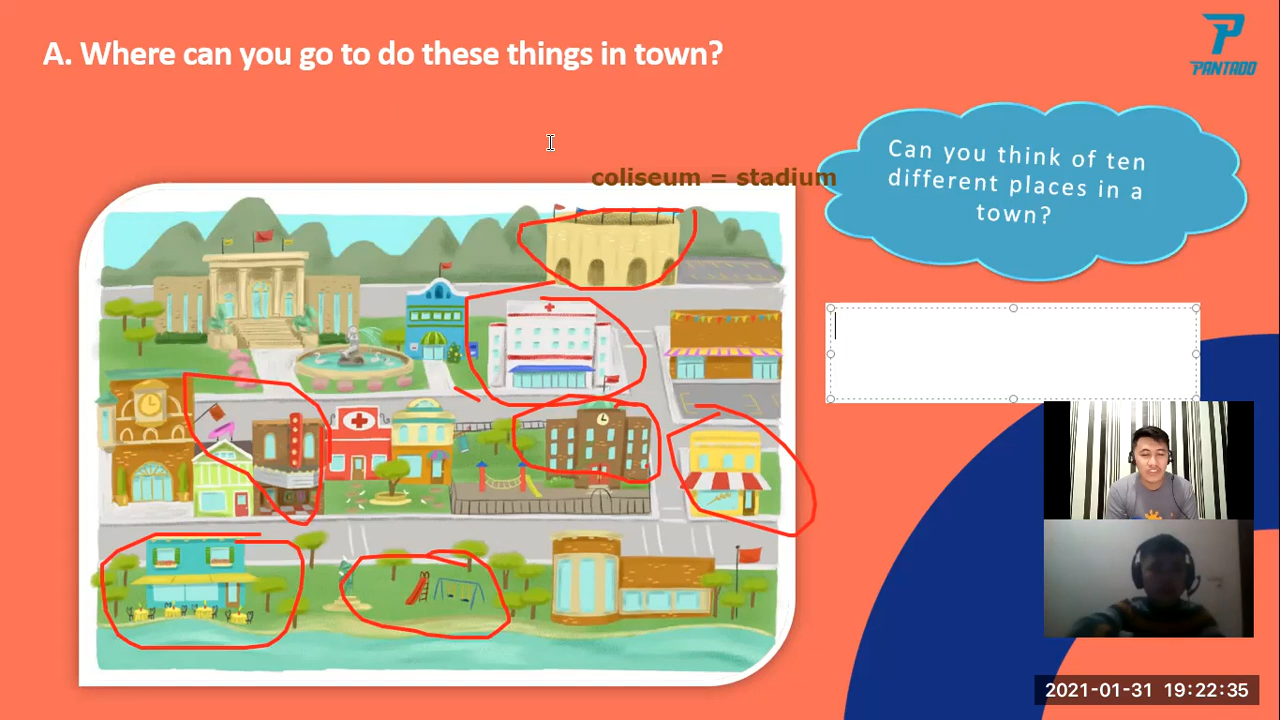 A. Where can you go to do these things in town?
PANTADO
coliseum = stadium
Can you think of ten
different places in a
town?
2021-01-31 19:22:35